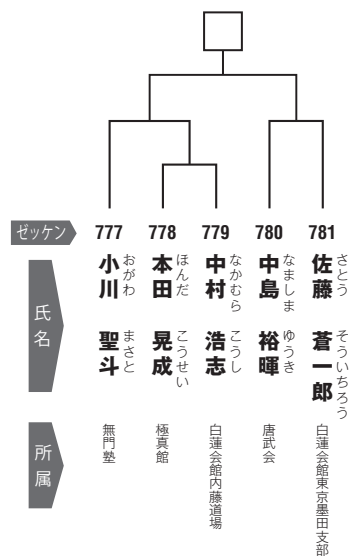 ゼッケン 777 778 779 780 781
氏名
小川 聖斗
おがわ まさと
本田 晃成
ほんだ こうせい
中村 浩志
なかむら こうし
中島 裕暉
なましま ゆうき
佐藤 蒼一郎
さとう そういちろう
所属
無門塾
極真館
白蓮会館内藤道場
唐武会
白蓮会館東京墨田支部